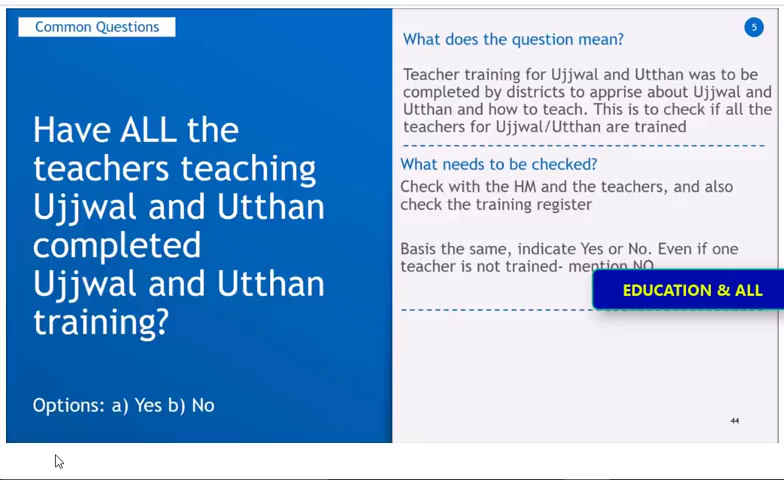 Common Questions
Have ALL the
teachers teaching
Ujjwal and Utthan
completed
Ujjwal and Utthan
training?
Options: a) Yes b) No
5
What does the question mean?
Teacher training for Ujjwal and Utthan was to be
completed by districts to apprise about Ujjwal and
Utthan and how to teach. This is to check if all the
teachers for Ujjwal/Utthan are trained
What needs to be checked?
Check with the HM and the teachers, and also
check the training register
Basis the same, indicate Yes or No. Even if one
teacher is not trained- mention NO
EDUCATION & ALL
44